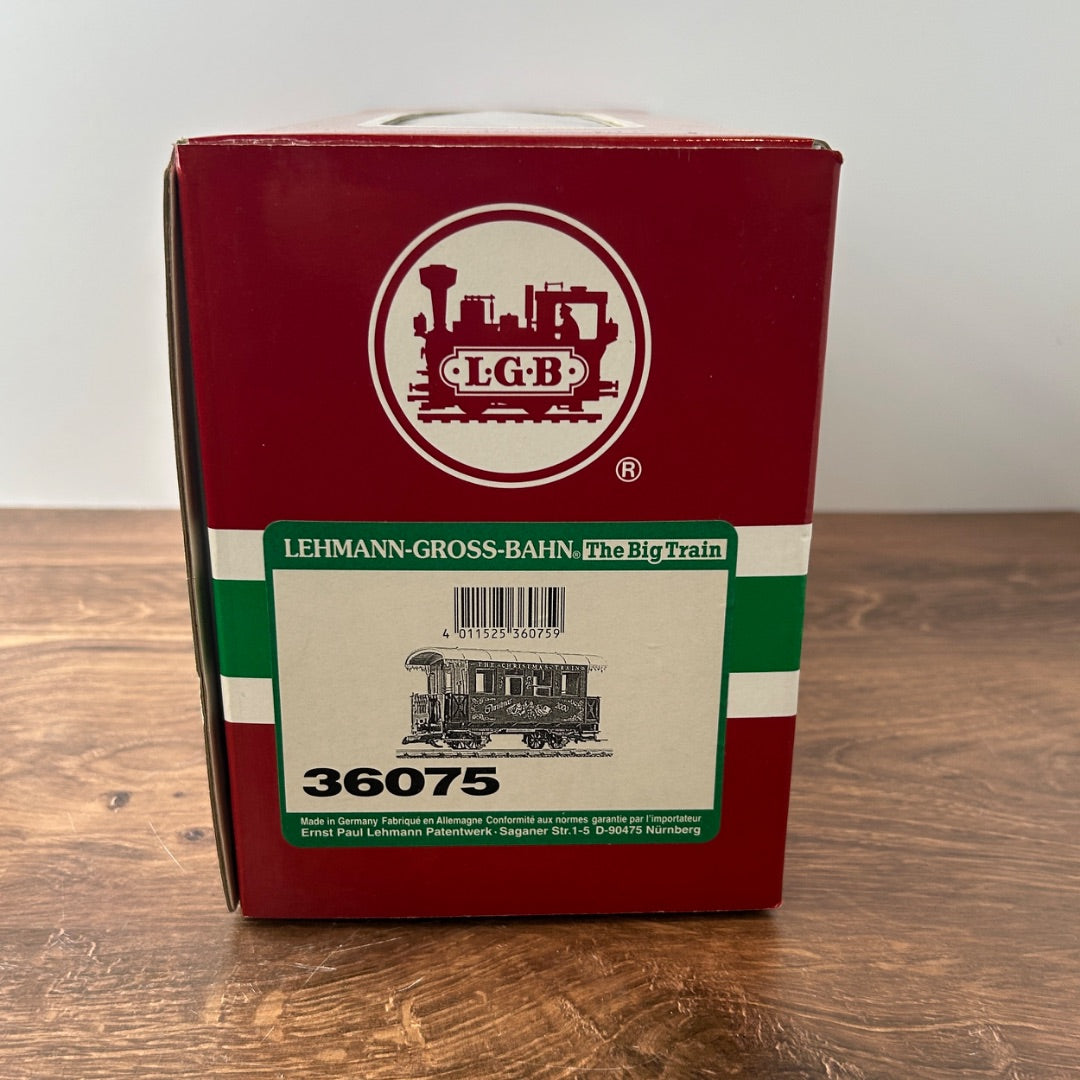 L·G·B
®
LEHMANN-GROSS-BAHN® The Big Train
4 011525 360759
THE CHRISTMAS TRAIN
36075
Made in Germany Fabriqué en Allemagne Conformité aux normes garantie par l'importateur
Ernst Paul Lehmann Patentwerk · Saganer Str.1-5 D-90475 Nürnberg